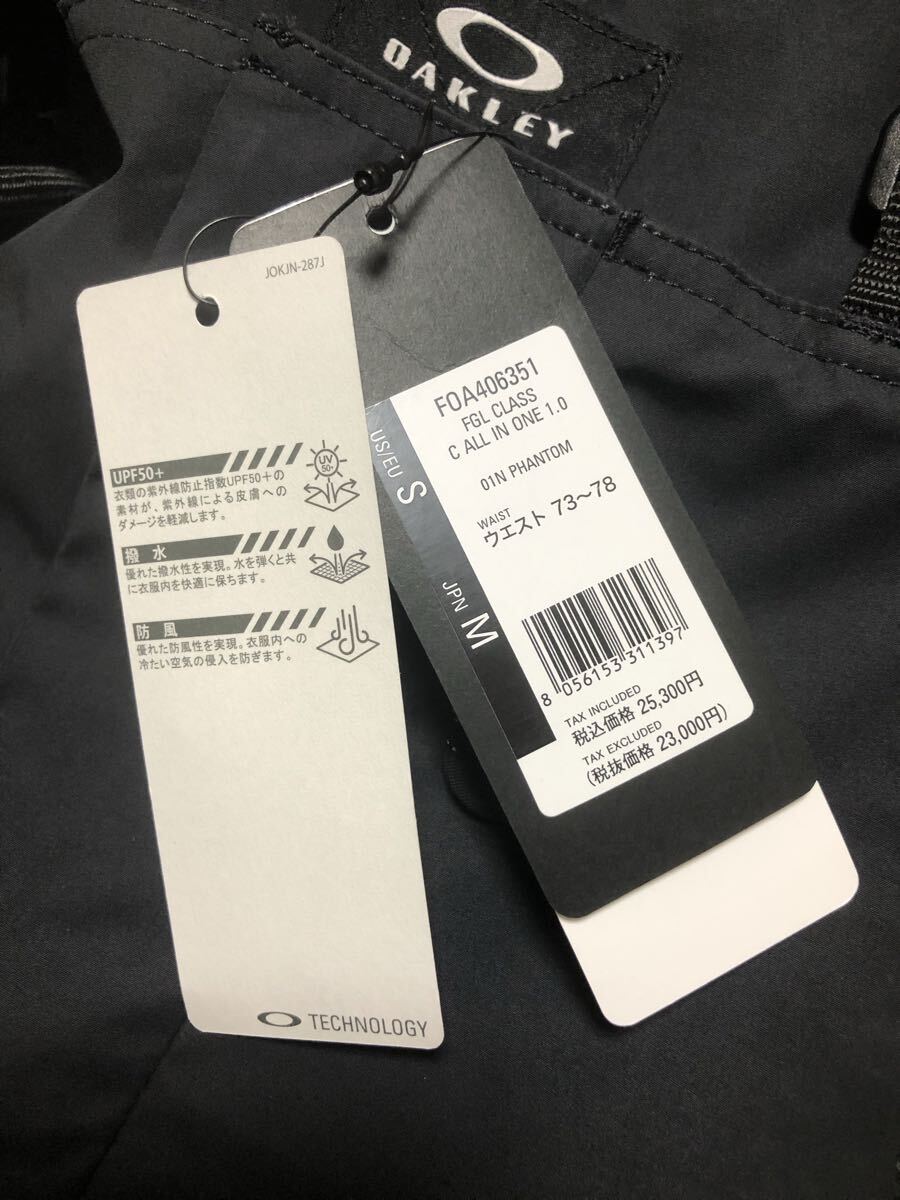 OAKLEY
JOKJN-287J
UPF50+
UV
50+
衣類の紫外線防止指数UPF50+の
素材が、紫外線による皮膚への
ダメージを軽減します。
撥水
優れた撥水性を実現。水を弾くと共
に衣服内を快適に保ちます。
防風
優れた防風性を実現。衣服内への
冷たい空気の侵入を防ぎます。
TECHNOLOGY
FOA406351
FGL CLASS
C ALL IN ONE 1.0
01N PHANTOM
US/EU S
WAIST
ウエスト 73〜78
JPN M
8 056153 311397
TAX INCLUDED
税込価格 25,300円
TAX EXCLUDED
(税抜価格 23,000円)